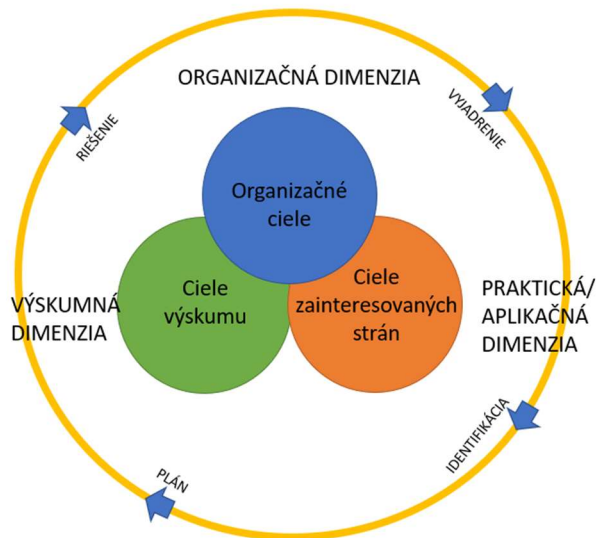 ORGANIZAČNÁ DIMENZIA
RIEŠENIE
VYJADRENIE
Organizačné
ciele
Ciele
výskumu
Ciele
zainteresovaných
strán
VÝSKUMNÁ
DIMENZIA
PRAKTICKÁ/
APLIKAČNÁ
DIMENZIA
IDENTIFIKÁCIA
PLÁN